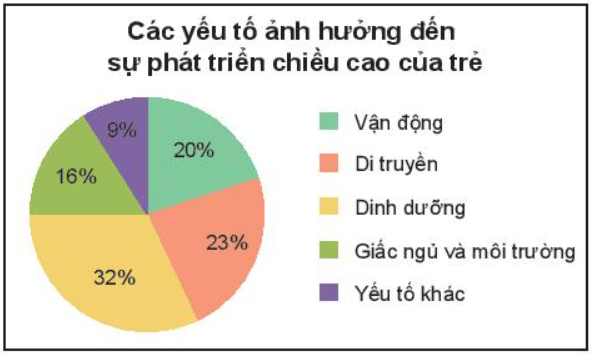 Các yếu tố ảnh hưởng đến
sự phát triển chiều cao của trẻ
9%
20%
16%
23%
32%
Vận động
Di truyền
Dinh dưỡng
Giấc ngủ và môi trường
Yếu tố khác